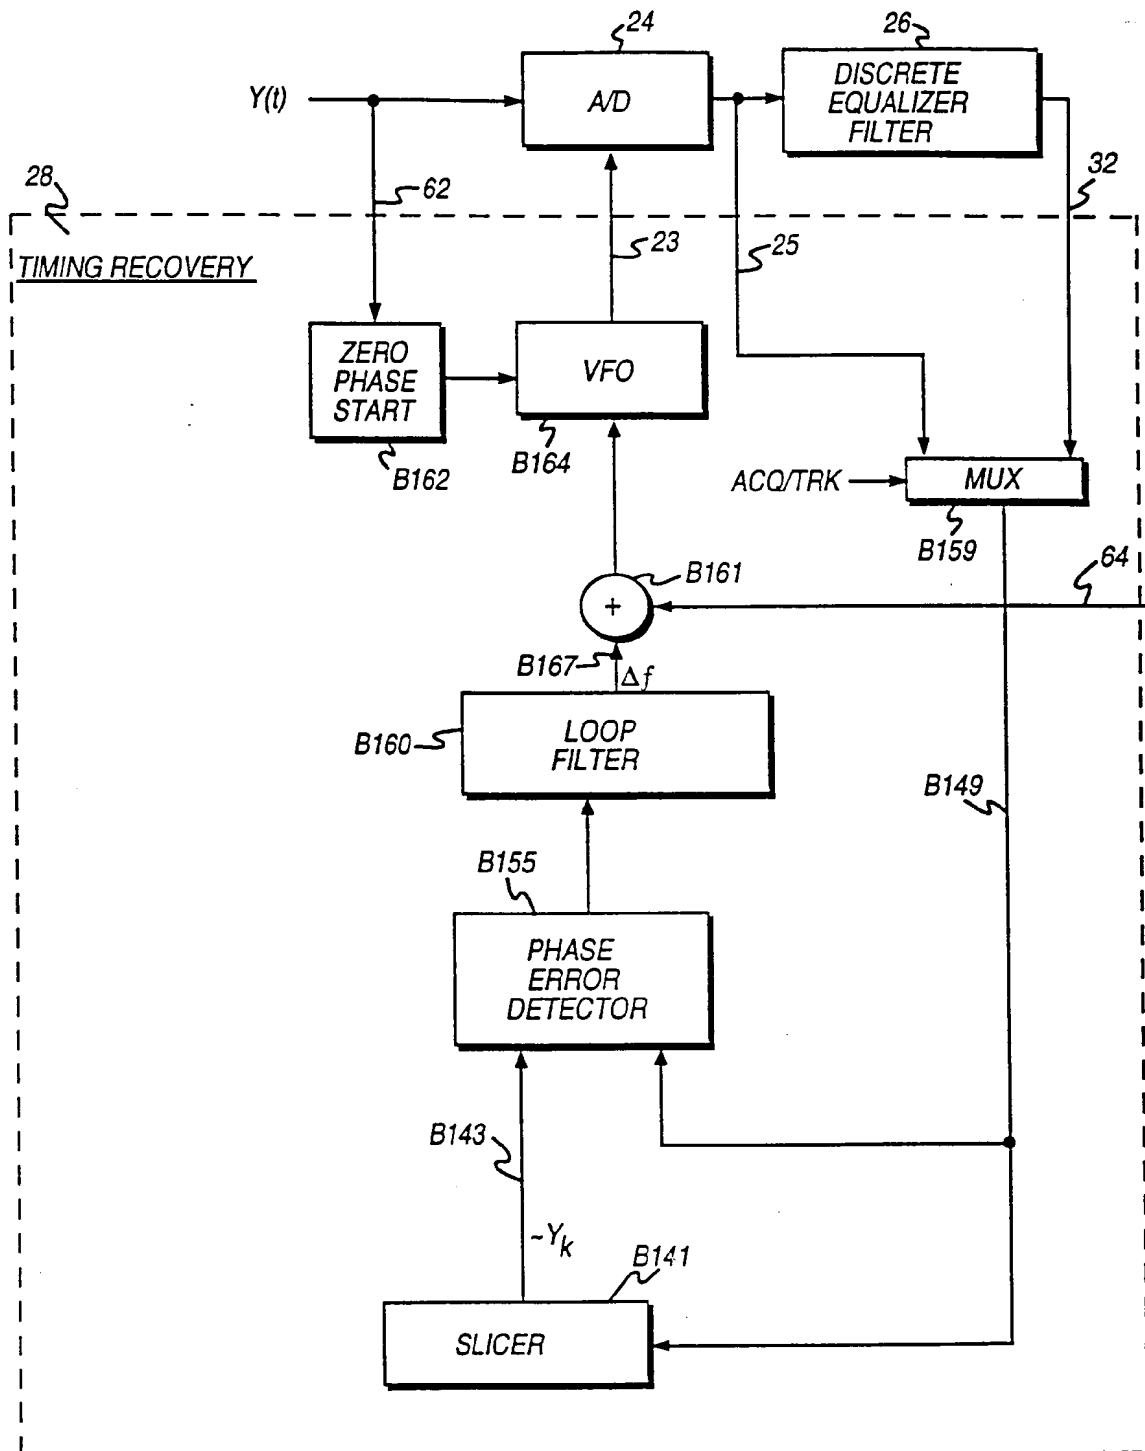 24
26
Y(t)
A/D
DISCRETE
EQUALIZER
FILTER
28
62
32
TIMING RECOVERY
23
25
ZERO
PHASE
START
VFO
B162
B164
ACQ/TRK
MUX
B159
B161
64
+
B167
Δf
B160
LOOP
FILTER
B149
B155
PHASE
ERROR
DETECTOR
B143
~Yk
B141
SLICER